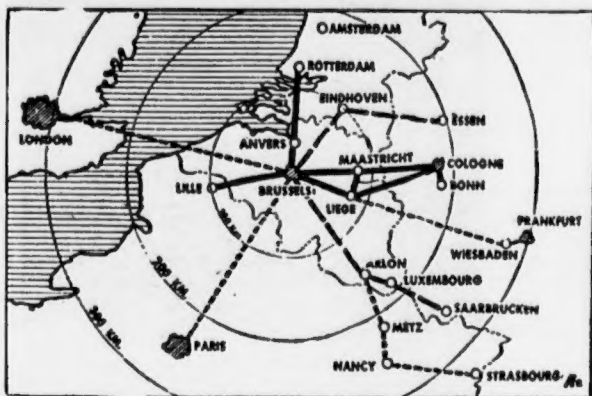 AMSTERDAM
ROTTERDAM
EINDHOVEN
ESSEN
LONDON
ANVERS
MAASTRICHT
COLOGNE
LILLE
BRUSSELS
LIEGE
BONN
FRANKFURT
WIESBADEN
ARLON
LUXEMBOURG
200 KM.
SAARBRUCKEN
300 KM.
METZ
PARIS
NANCY
STRASBOURG